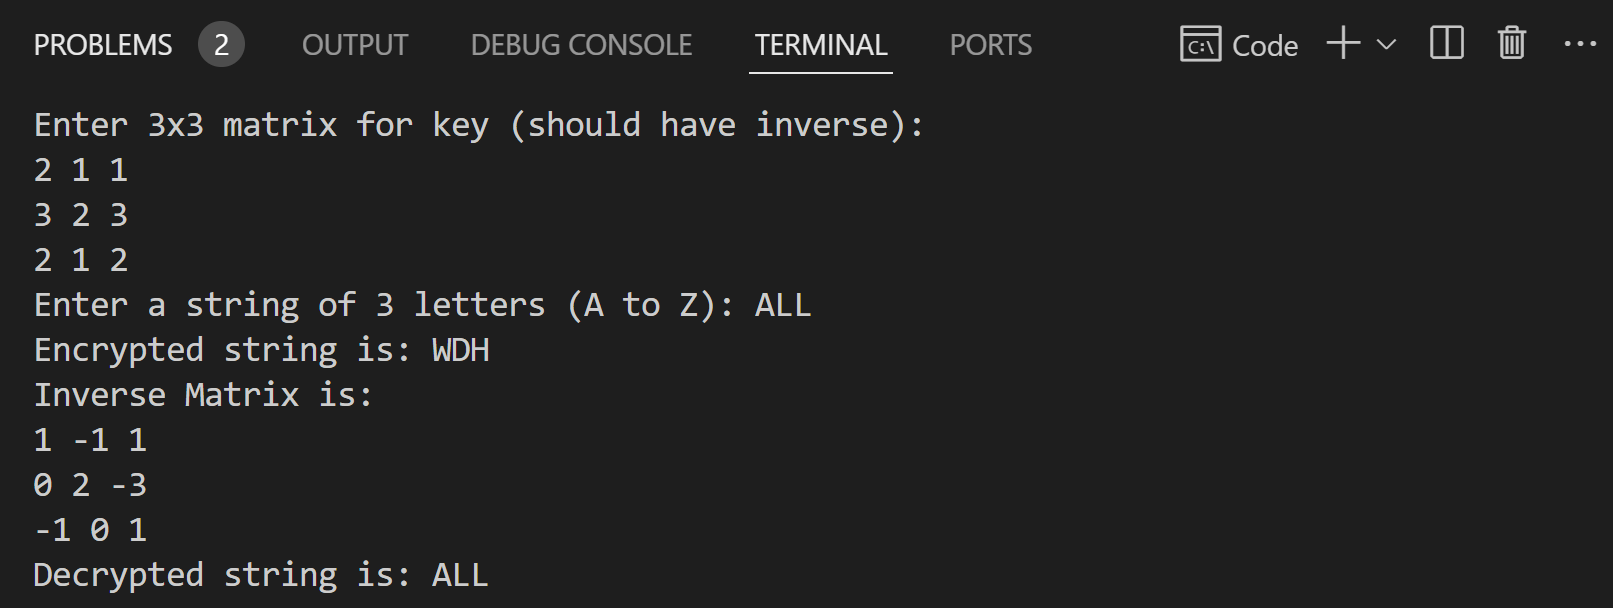 PROBLEMS 2 OUTPUT DEBUG CONSOLE TERMINAL PORTS C:\ Code
Enter 3x3 matrix for key (should have inverse):
2 1 1
3 2 3
2 1 2
Enter a string of 3 letters (A to Z): ALL
Encrypted string is: WDH
Inverse Matrix is:
1 -1 1
0 2 -3
-1 0 1
Decrypted string is: ALL